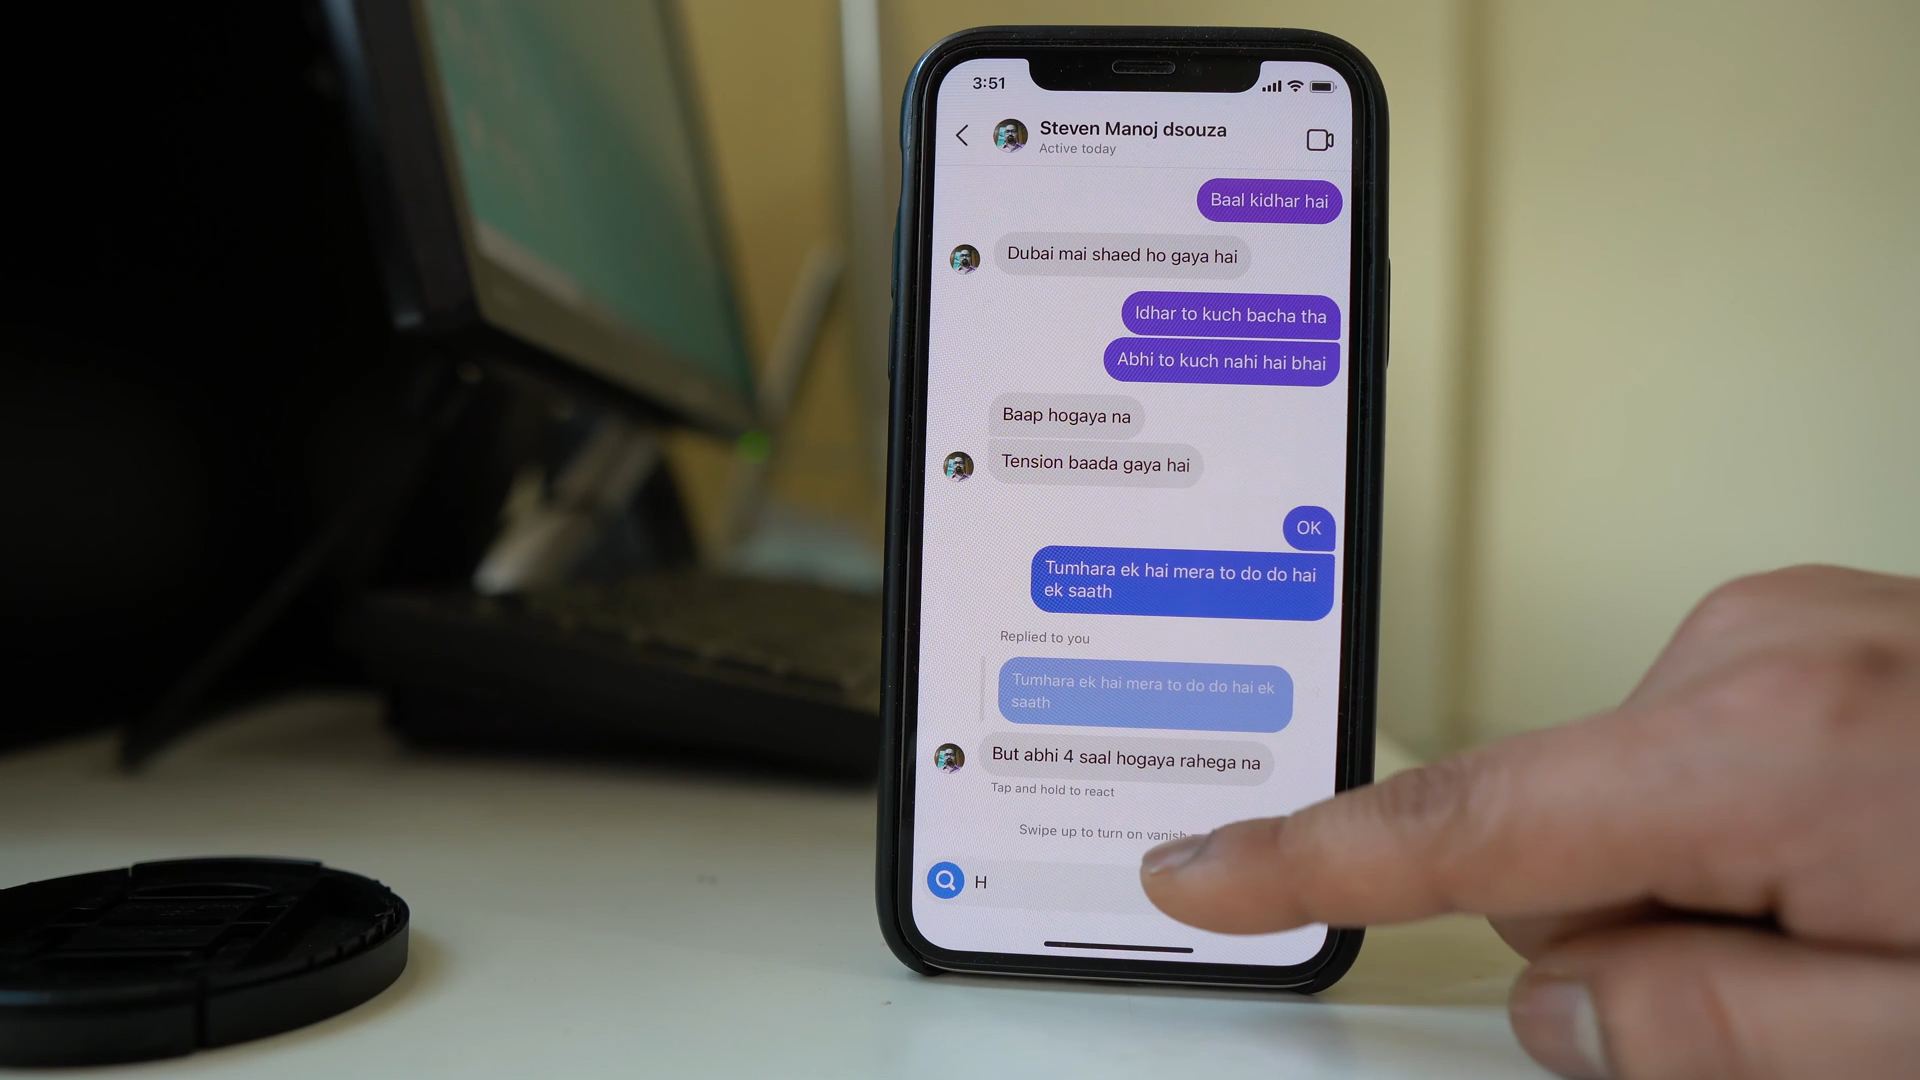 3:51
Steven Manoj dsouza
Active today
Baal kidhar hai
Dubai mai shaed ho gaya hai
Idhar to kuch bacha tha
Abhi to kuch nahi hai bhai
Baap hogaya na
Tension baada gaya hai
OK
Tumhara ek hai mera to do do hai
ek saath
Replied to you
Tumhara ek hai mera to do do hai ek
saath
But abhi 4 saal hogaya rahega na
Tap and hold to react
Swipe up to turn on vanish
H